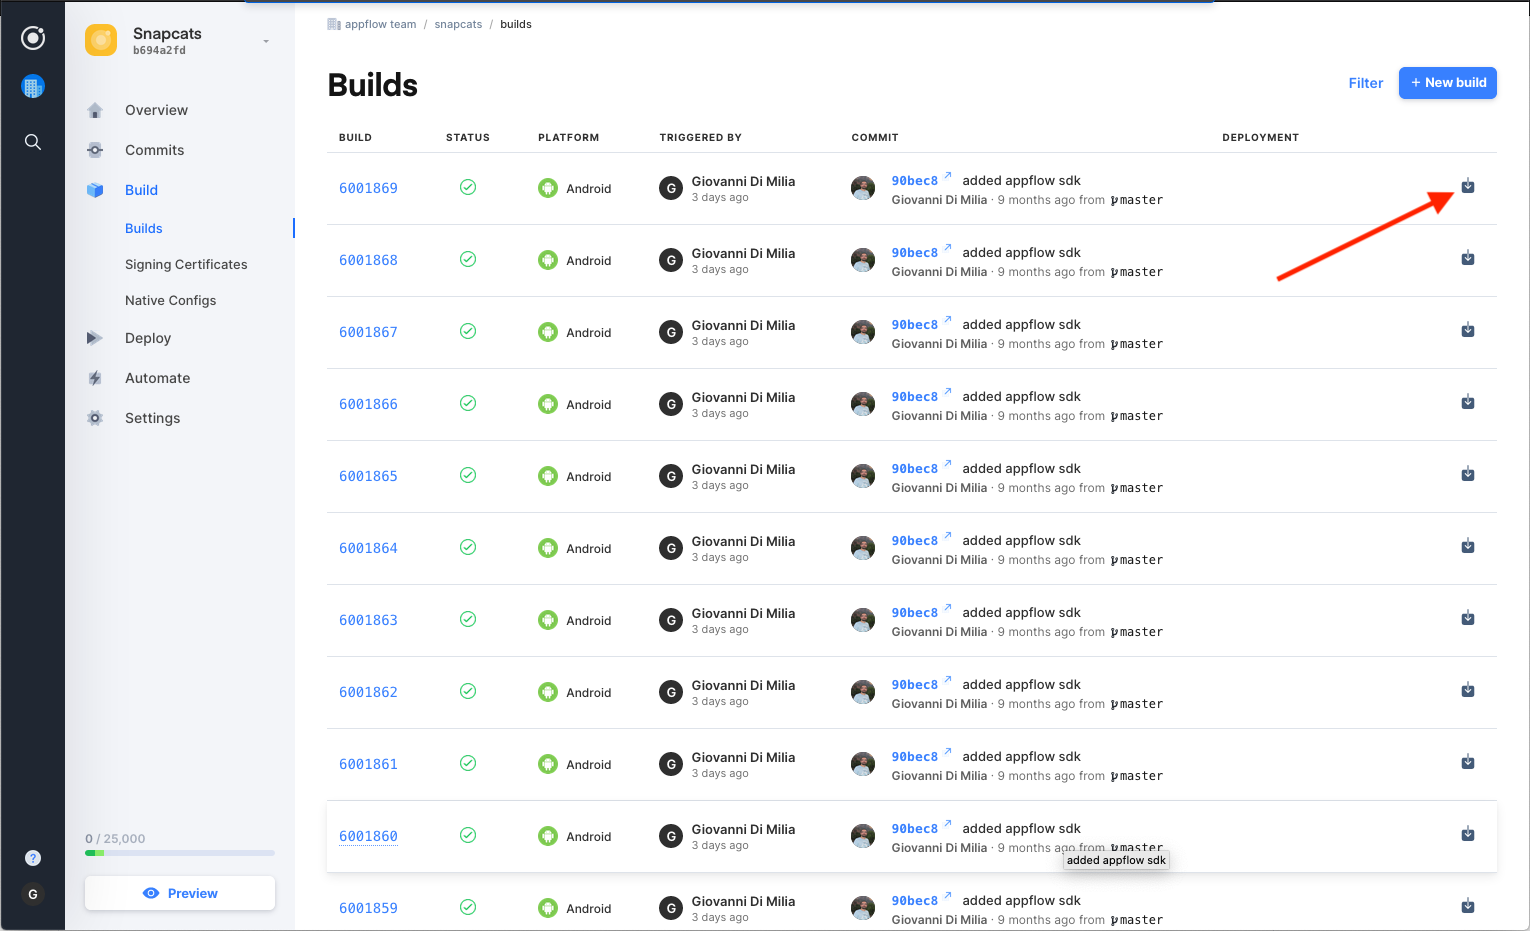 Snapcats
b694a2fd
Overview
Commits
Build
Builds
Signing Certificates
Native Configs
Deploy
Automate
Settings
0 / 25,000
Preview
?
G
appflow team / snapcats / builds
Builds
Filter
+ New build
BUILD STATUS PLATFORM TRIGGERED BY COMMIT DEPLOYMENT
6001869 Android G Giovanni Di Milia 90bec8 added appflow sdk
3 days ago Giovanni Di Milia · 9 months ago from master
6001868 Android G Giovanni Di Milia 90bec8 added appflow sdk
3 days ago Giovanni Di Milia · 9 months ago from master
6001867 Android G Giovanni Di Milia 90bec8 added appflow sdk
3 days ago Giovanni Di Milia · 9 months ago from master
6001866 Android G Giovanni Di Milia 90bec8 added appflow sdk
3 days ago Giovanni Di Milia · 9 months ago from master
6001865 Android G Giovanni Di Milia 90bec8 added appflow sdk
3 days ago Giovanni Di Milia · 9 months ago from master
6001864 Android G Giovanni Di Milia 90bec8 added appflow sdk
3 days ago Giovanni Di Milia · 9 months ago from master
6001863 Android G Giovanni Di Milia 90bec8 added appflow sdk
3 days ago Giovanni Di Milia · 9 months ago from master
6001862 Android G Giovanni Di Milia 90bec8 added appflow sdk
3 days ago Giovanni Di Milia · 9 months ago from master
6001861 Android G Giovanni Di Milia 90bec8 added appflow sdk
3 days ago Giovanni Di Milia · 9 months ago from master
6001860 Android G Giovanni Di Milia 90bec8 added appflow sdk
3 days ago Giovanni Di Milia · 9 months ago from master
added appflow sdk
6001859 Android G Giovanni Di Milia 90bec8 added appflow sdk
3 days ago Giovanni Di Milia · 9 months ago from master